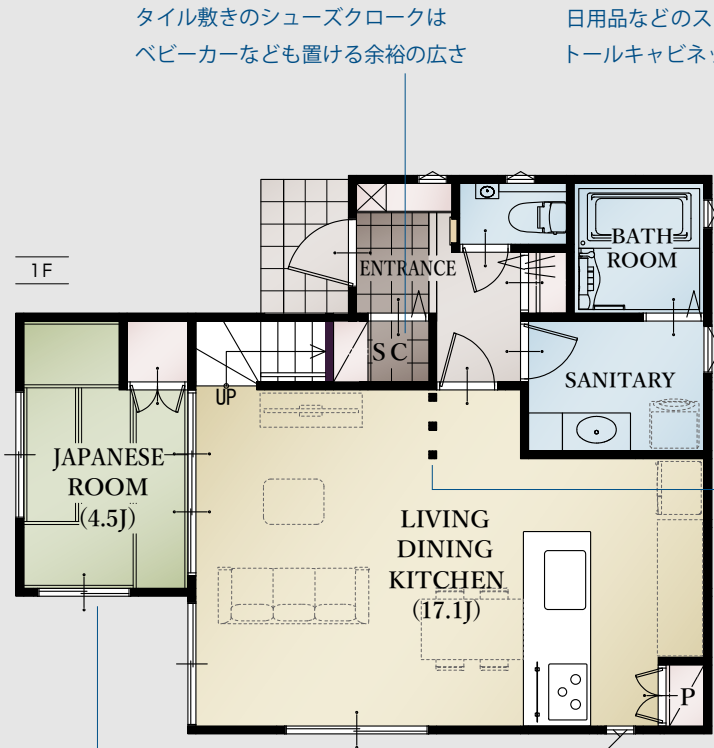 タイル敷きのシューズクロークは
ベビーカーなども置ける余裕の広さ
日用品などのス
トールキャビネッ
1F
ENTRANCE
BATH
ROOM
SC
SANITARY
UP
JAPANESE
ROOM
(4.5J)
LIVING
DINING
KITCHEN
(17.1J)
P